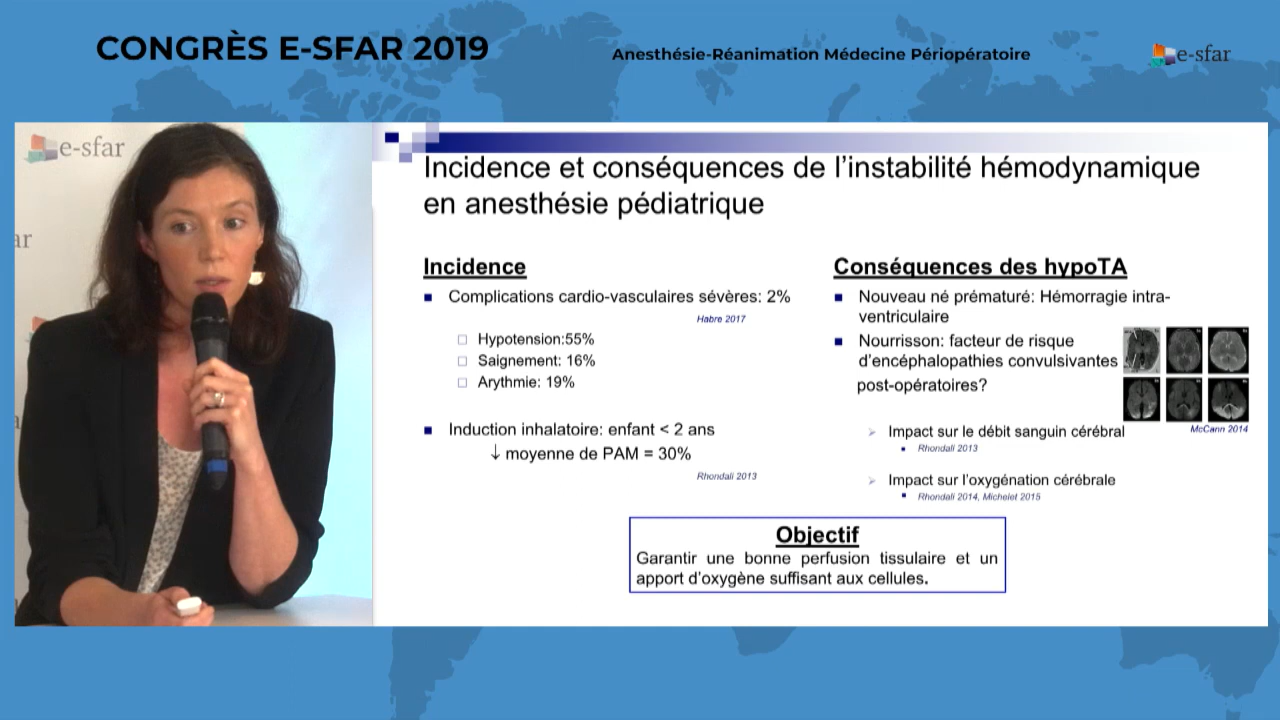 CONGRÈS E-SFAR 2019
Anesthésie-Réanimation Médecine Périopératoire
e-sfar
e-sfar
ar
Incidence et conséquences de l'instabilité hémodynamique
en anesthésie pédiatrique
Incidence
Complications cardio-vasculaires sévères: 2%
Habre 2017
Hypotension:55%
Saignement: 16%
Arythmie: 19%
Induction inhalatoire: enfant < 2 ans
↓ moyenne de PAM = 30%
Rhondali 2013
Conséquences des hypoTA
Nouveau né prématuré: Hémorragie intra-
ventriculaire
Nourrisson: facteur de risque
d'encéphalopathies convulsivantes
post-opératoires?
McCann 2014
Impact sur le débit sanguin cérébral
Rhondali 2013
Impact sur l'oxygénation cérébrale
Rhondali 2014, Michelet 2015
Objectif
Garantir une bonne perfusion tissulaire et un
apport d'oxygène suffisant aux cellules.